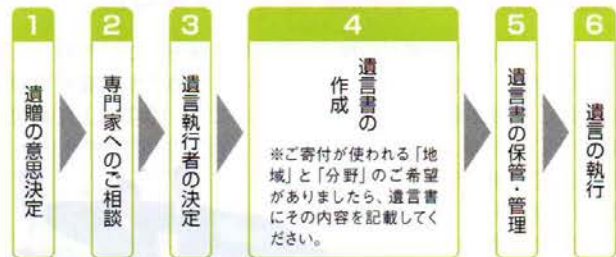 1
遺贈の意思決定
2
専門家へのご相談
3
遺言執行者の決定
4
遺言書の
作成
※ご寄付が使われる「地
域」と「分野」のご希望
がありましたら、遺言書
にその内容を記載してく
ださい。
5
遺言書の保管・管理
6
遺言の執行